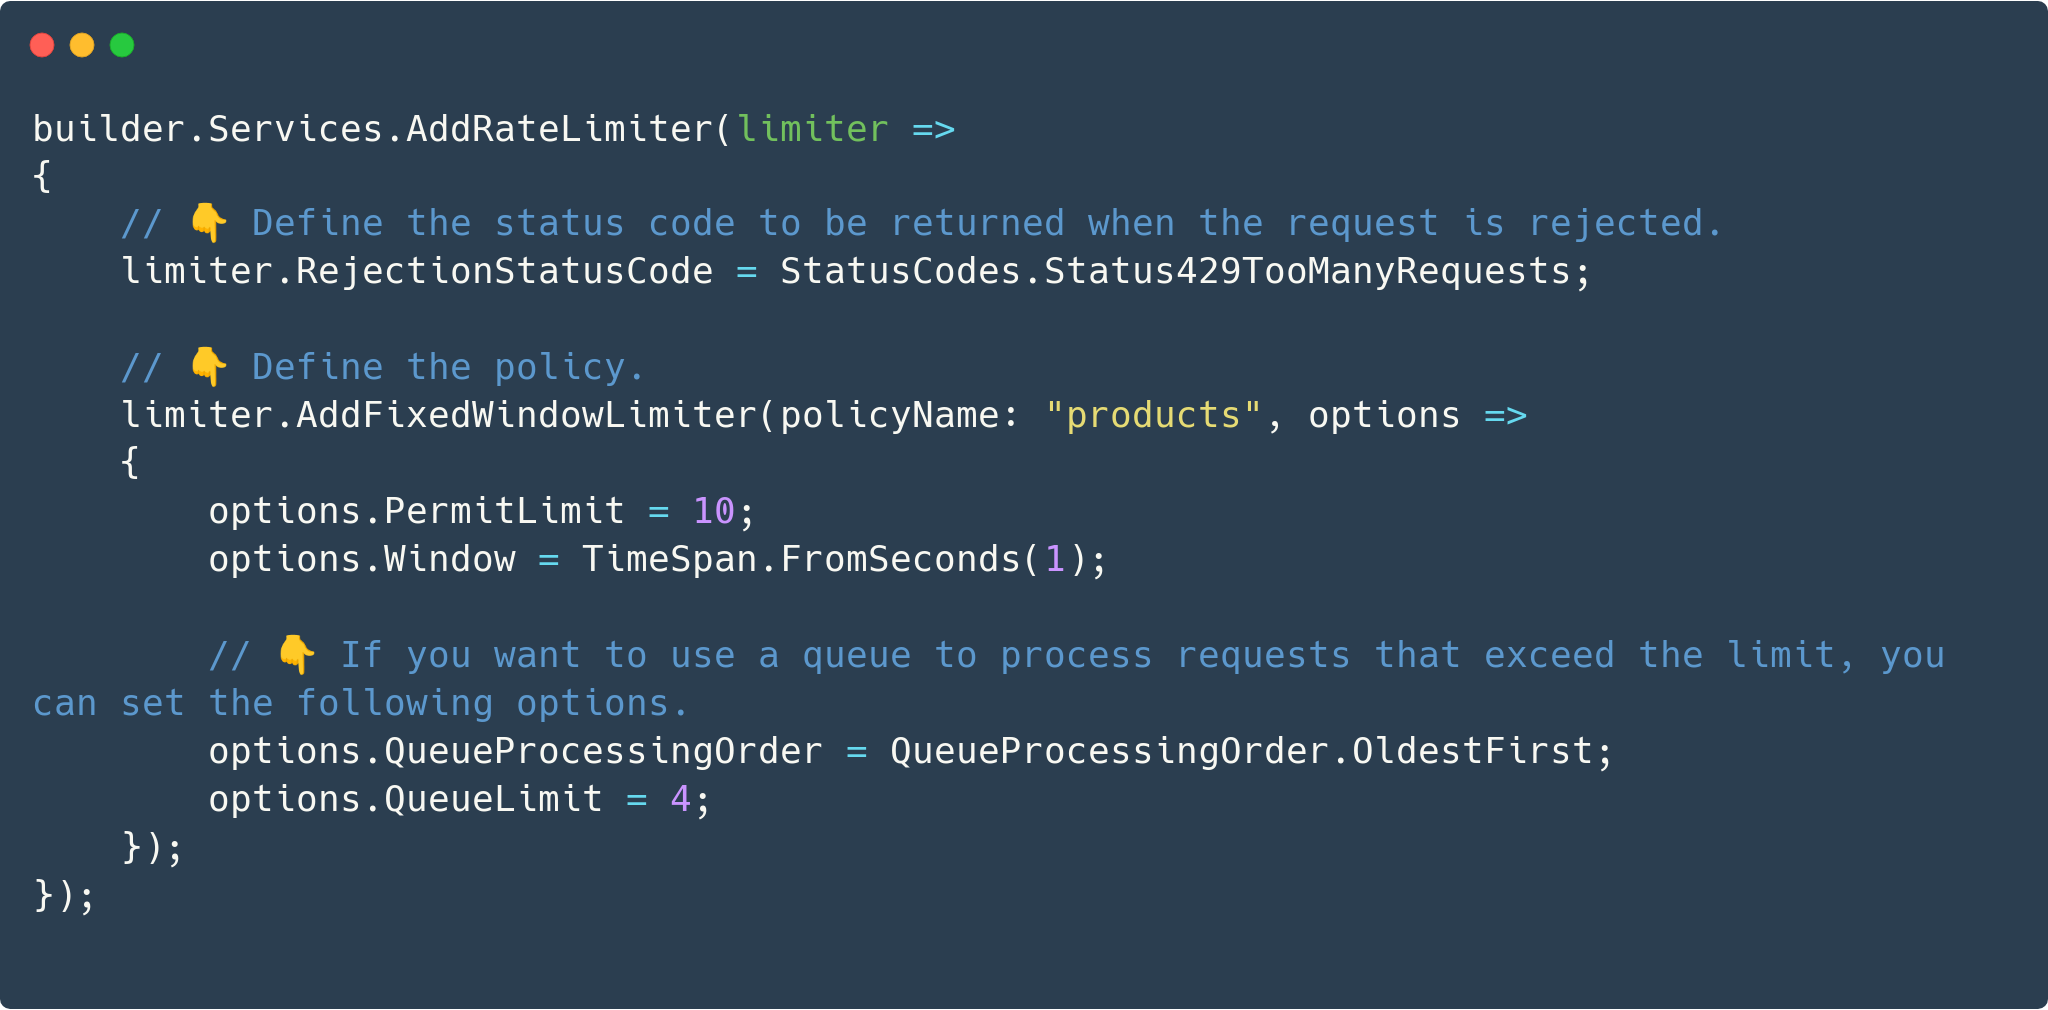 builder.Services.AddRateLimiter(limiter =>
{
    // 👇 Define the status code to be returned when the request is rejected.
    limiter.RejectionStatusCode = StatusCodes.Status429TooManyRequests;

    // 👇 Define the policy.
    limiter.AddFixedWindowLimiter(policyName: "products", options =>
    {
        options.PermitLimit = 10;
        options.Window = TimeSpan.FromSeconds(1);

        // 👇 If you want to use a queue to process requests that exceed the limit, you
can set the following options.
        options.QueueProcessingOrder = QueueProcessingOrder.OldestFirst;
        options.QueueLimit = 4;
    });
});